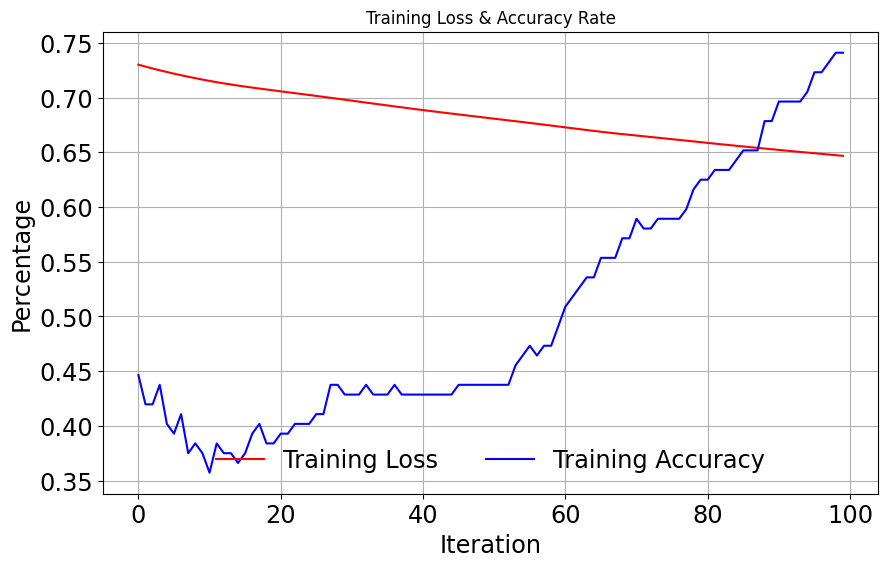 Training Loss & Accuracy Rate
Percentage
0.75
0.70
0.65
0.60
0.55
0.50
0.45
0.40
0.35
Training Loss
Training Accuracy
0 20 40 60 80 100
Iteration